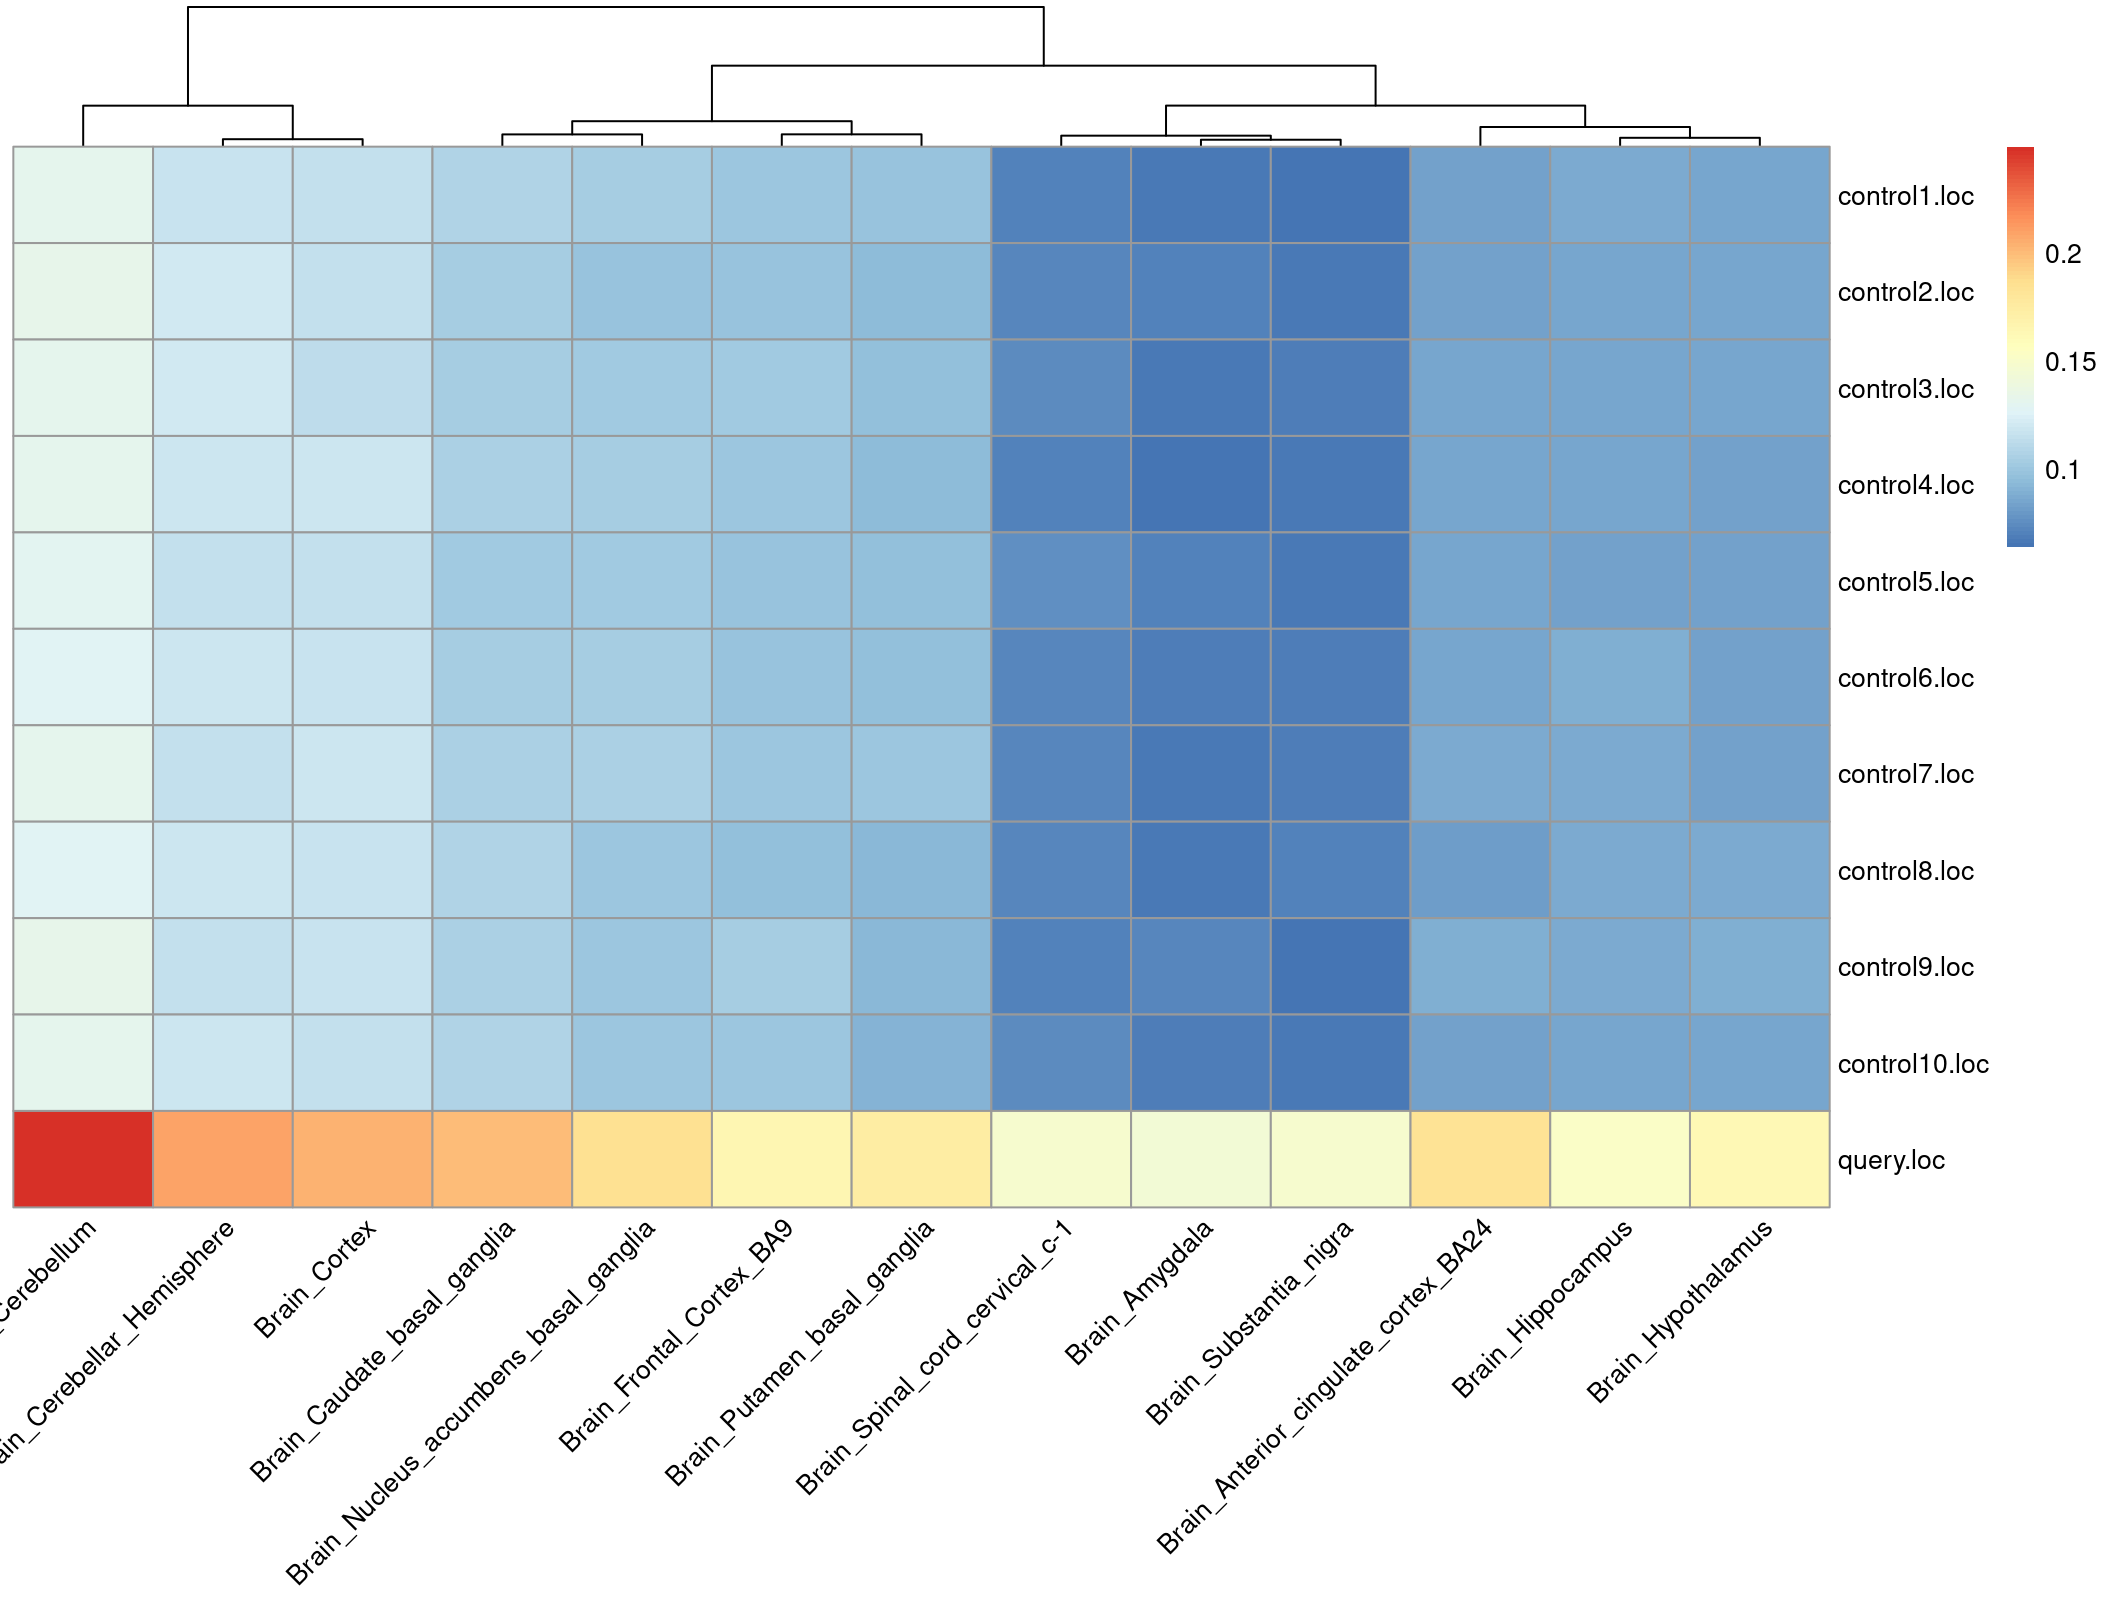 control1.loc
control2.loc
control3.loc
control4.loc
control5.loc
control6.loc
control7.loc
control8.loc
control9.loc
control10.loc
query.loc
0.2
0.15
0.1
_Cerebellum
ain_Cerebellar_Hemisphere
Brain_Cortex
Brain_Caudate_basal_ganglia
Brain_Nucleus_accumbens_basal_ganglia
Brain_Frontal_Cortex_BA9
Brain_Putamen_basal_ganglia
Brain_Spinal_cord_cervical_c-1
Brain_Amygdala
Brain_Substantia_nigra
Brain_Anterior_cingulate_cortex_BA24
Brain_Hippocampus
Brain_Hypothalamus